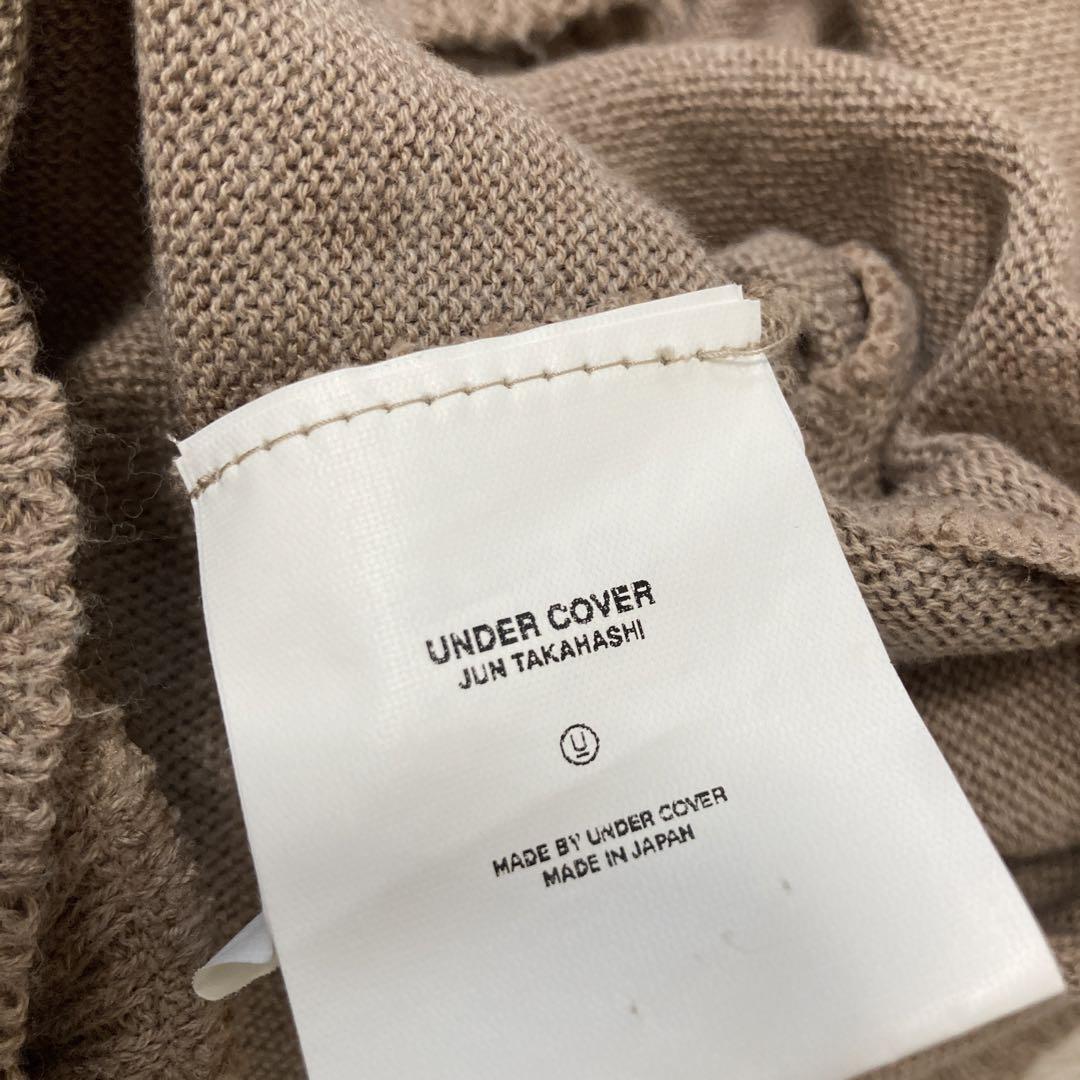 UNDER COVER
JUN TAKAHASHI
U
MADE BY UNDER COVER
MADE IN JAPAN